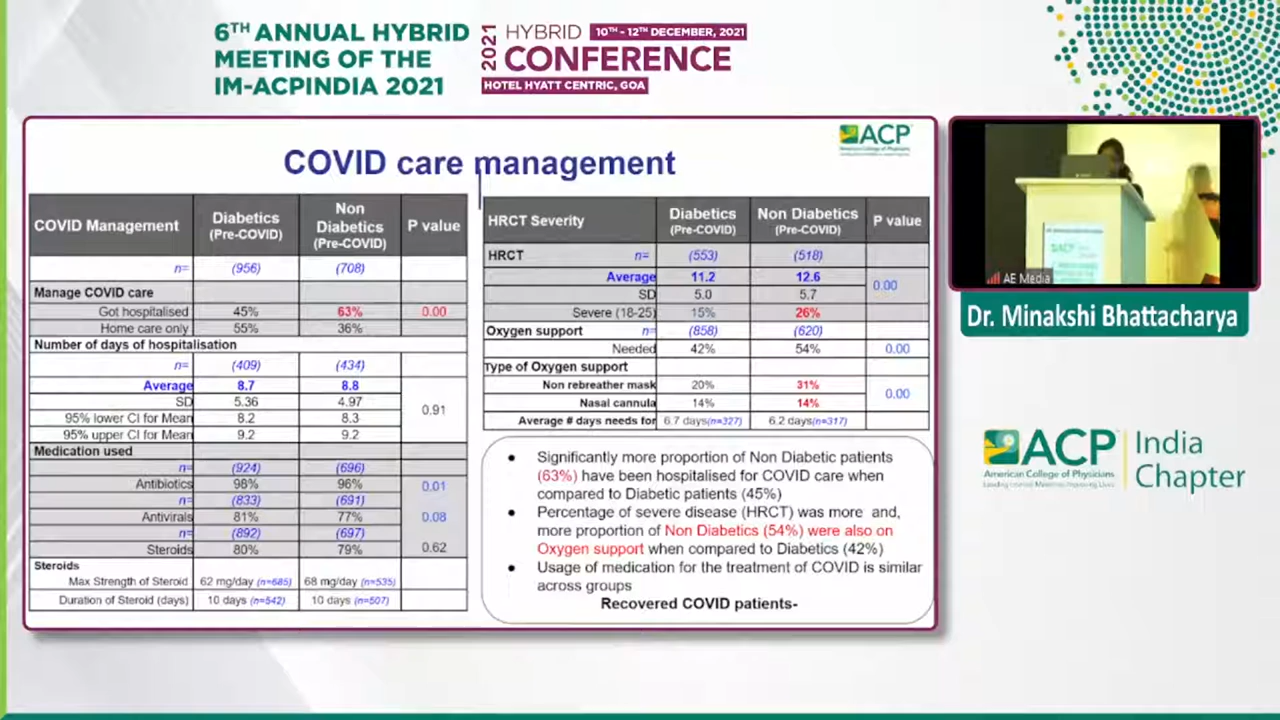 6TH ANNUAL HYBRID
MEETING OF THE
IM-ACPINDIA 2021
2021
HYBRID
10TH - 12TH DECEMBER, 2021
CONFERENCE
HOTEL HYATT CENTRIC, GOA
ACP
American College of Physicians
COVID care management
COVID Management Diabetics (Pre-COVID) Non Diabetics (Pre-COVID) P value
n= (956) (708)
Manage COVID care
Got hospitalised 45% 63% 0.00
Home care only 55% 36%
Number of days of hospitalisation
n= (409) (434)
Average 8.7 8.8
SD 5.36 4.97 0.91
95% lower CI for Mean 8.2 8.3
95% upper CI for Mean 9.2 9.2
Medication used
n= (924) (696)
Antibiotics 98% 96% 0.01
n= (833) (691)
Antivirals 81% 77% 0.08
n= (892) (697)
Steroids 80% 79% 0.62
Steroids
Max Strength of Steroid 62 mg/day (n=685) 68 mg/day (n=535)
Duration of Steroid (days) 10 days (n=542) 10 days (n=507)
HRCT Severity Diabetics (Pre-COVID) Non Diabetics (Pre-COVID) P value
HRCT n= (553) (518)
Average 11.2 12.6 0.00
SD 5.0 5.7
Severe (18-25) 15% 26%
Oxygen support n= (858) (620)
Needed 42% 54% 0.00
Type of Oxygen support
Non rebreather mask 20% 31% 0.00
Nasal cannula 14% 14%
Average # days needs for 6.7 days(n=327) 6.2 days(n=317)
● Significantly more proportion of Non Diabetic patients
(63%) have been hospitalised for COVID care when
compared to Diabetic patients (45%)
● Percentage of severe disease (HRCT) was more and,
more proportion of Non Diabetics (54%) were also on
Oxygen support when compared to Diabetics (42%)
● Usage of medication for the treatment of COVID is similar
across groups
Recovered COVID patients-
ACP
AE Media
Dr. Minakshi Bhattacharya
ACP
American College of Physicians
Leading Internal Medicine, Improving Lives
India
Chapter